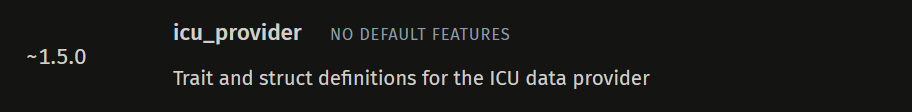 icu_provider NO DEFAULT FEATURES
~1.5.0
Trait and struct definitions for the ICU data provider